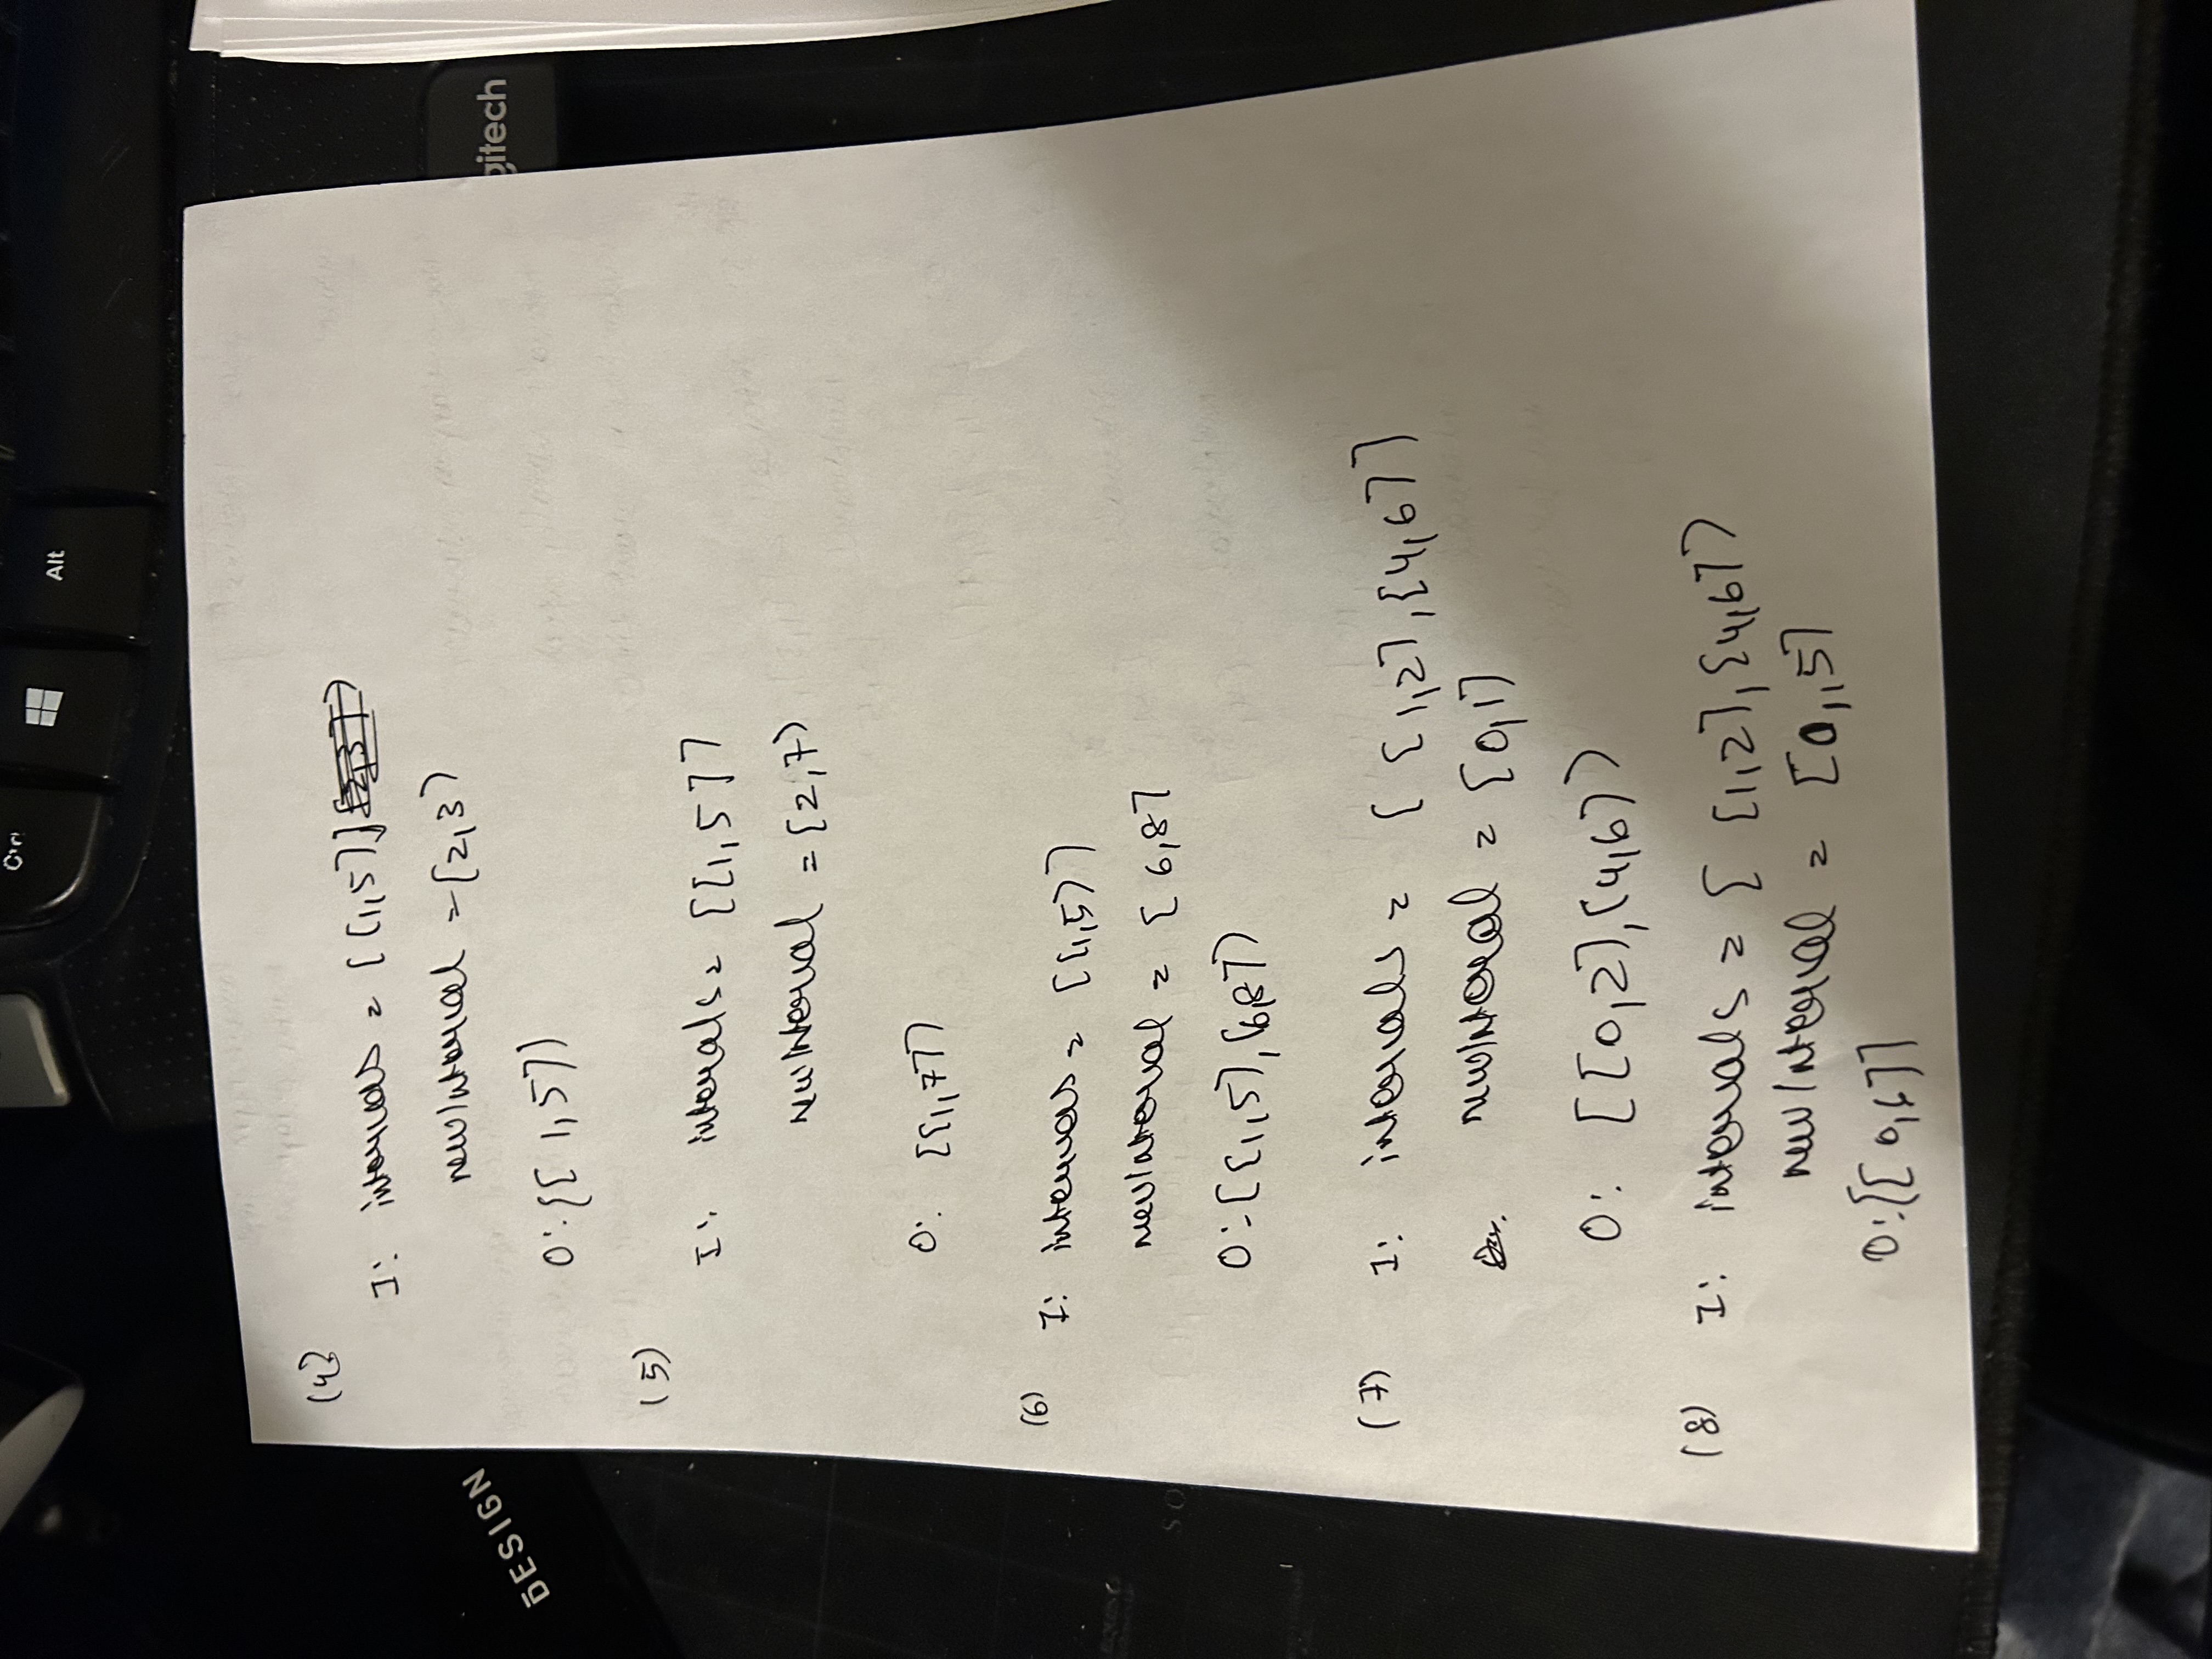 Ctrl
Alt
DESIGN
gitech
(4)
I: intervals = [[1,5]]
newInterval = [2,3]
O: [[1,5]]
(5)
I: intervals = [[1,5]]
newInterval = [2,7]
O: [[1,7]]
(6) I: intervals = [[1,5]]
newInterval = [6,8]
O: [[1,5],[6,8]]
(7) I: intervals = [[1,2],[4,6]]
newInterval = [0,1]
O: [[0,2],[4,6]]
(8) I: intervals = [[1,2],[4,6]]
newInterval = [0,,5]
O: [[0,6]]